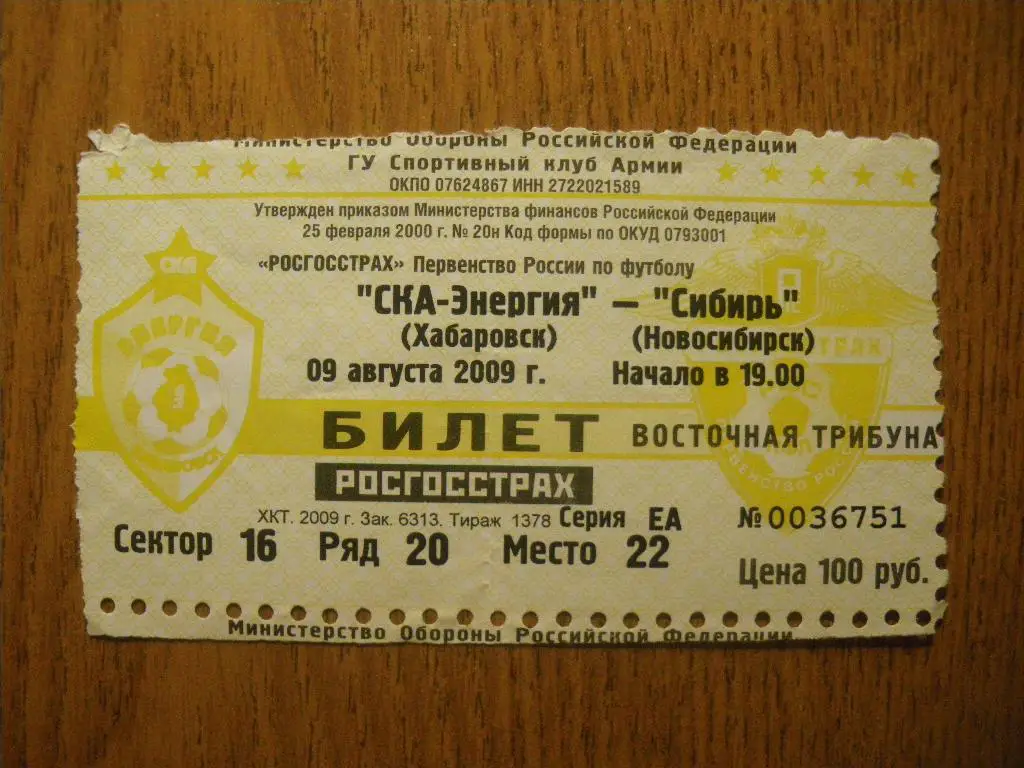 Министерство Обороны Российской Федерации
ГУ Спортивный клуб Армии
ОКПО 07624867 ИНН 2722021589
Утвержден приказом Министерства финансов Российской Федерации
25 февраля 2000 г. № 20н Код формы по ОКУД 0793001
«РОСГОССТРАХ» Первенство России по футболу
"СКА-Энергия" – "Сибирь"
(Хабаровск) (Новосибирск)
09 августа 2009 г. Начало в 19.00
СКА
ЭНЕРГИЯ
БИЛЕТ ВОСТОЧНАЯ ТРИБУНА
РОСГОССТРАХ
ХКТ. 2009 г. Зак. 6313. Тираж 1378 Серия ЕА №0036751
Сектор 16 Ряд 20 Место 22 Цена 100 руб.
Министерство Обороны Российской Федерации